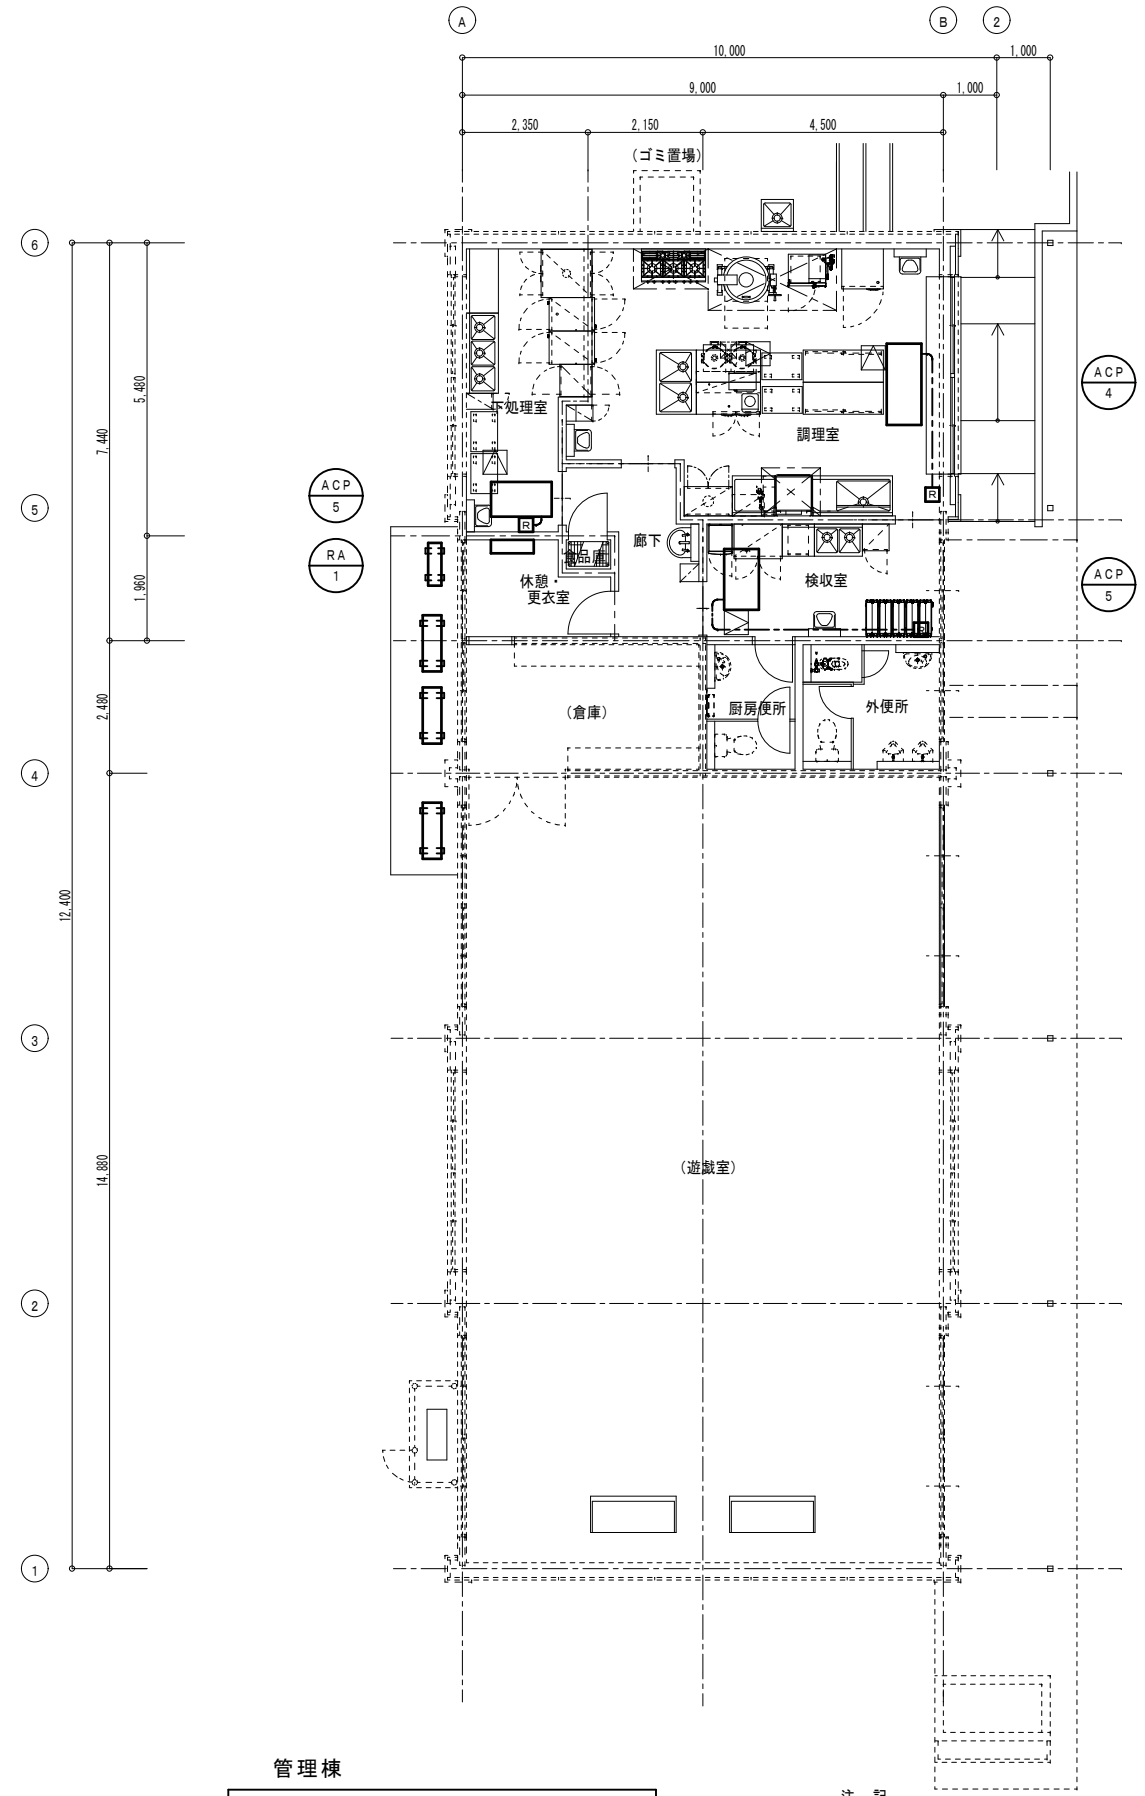 A
B
2
10,000
1,000
9,000
1,000
2,350
2,150
4,500
(ゴミ置場)
6
5,480
7,440
ACP
4
下処理室
調理室
ACP
5
5
R
R
廊下
RA
1
食品庫
検収室
ACP
5
休憩・
更衣室
1,960
R
2,480
(倉庫)
厨房便所
外便所
4
12,400
3
14,880
(遊戯室)
2
1
管理棟
注 記